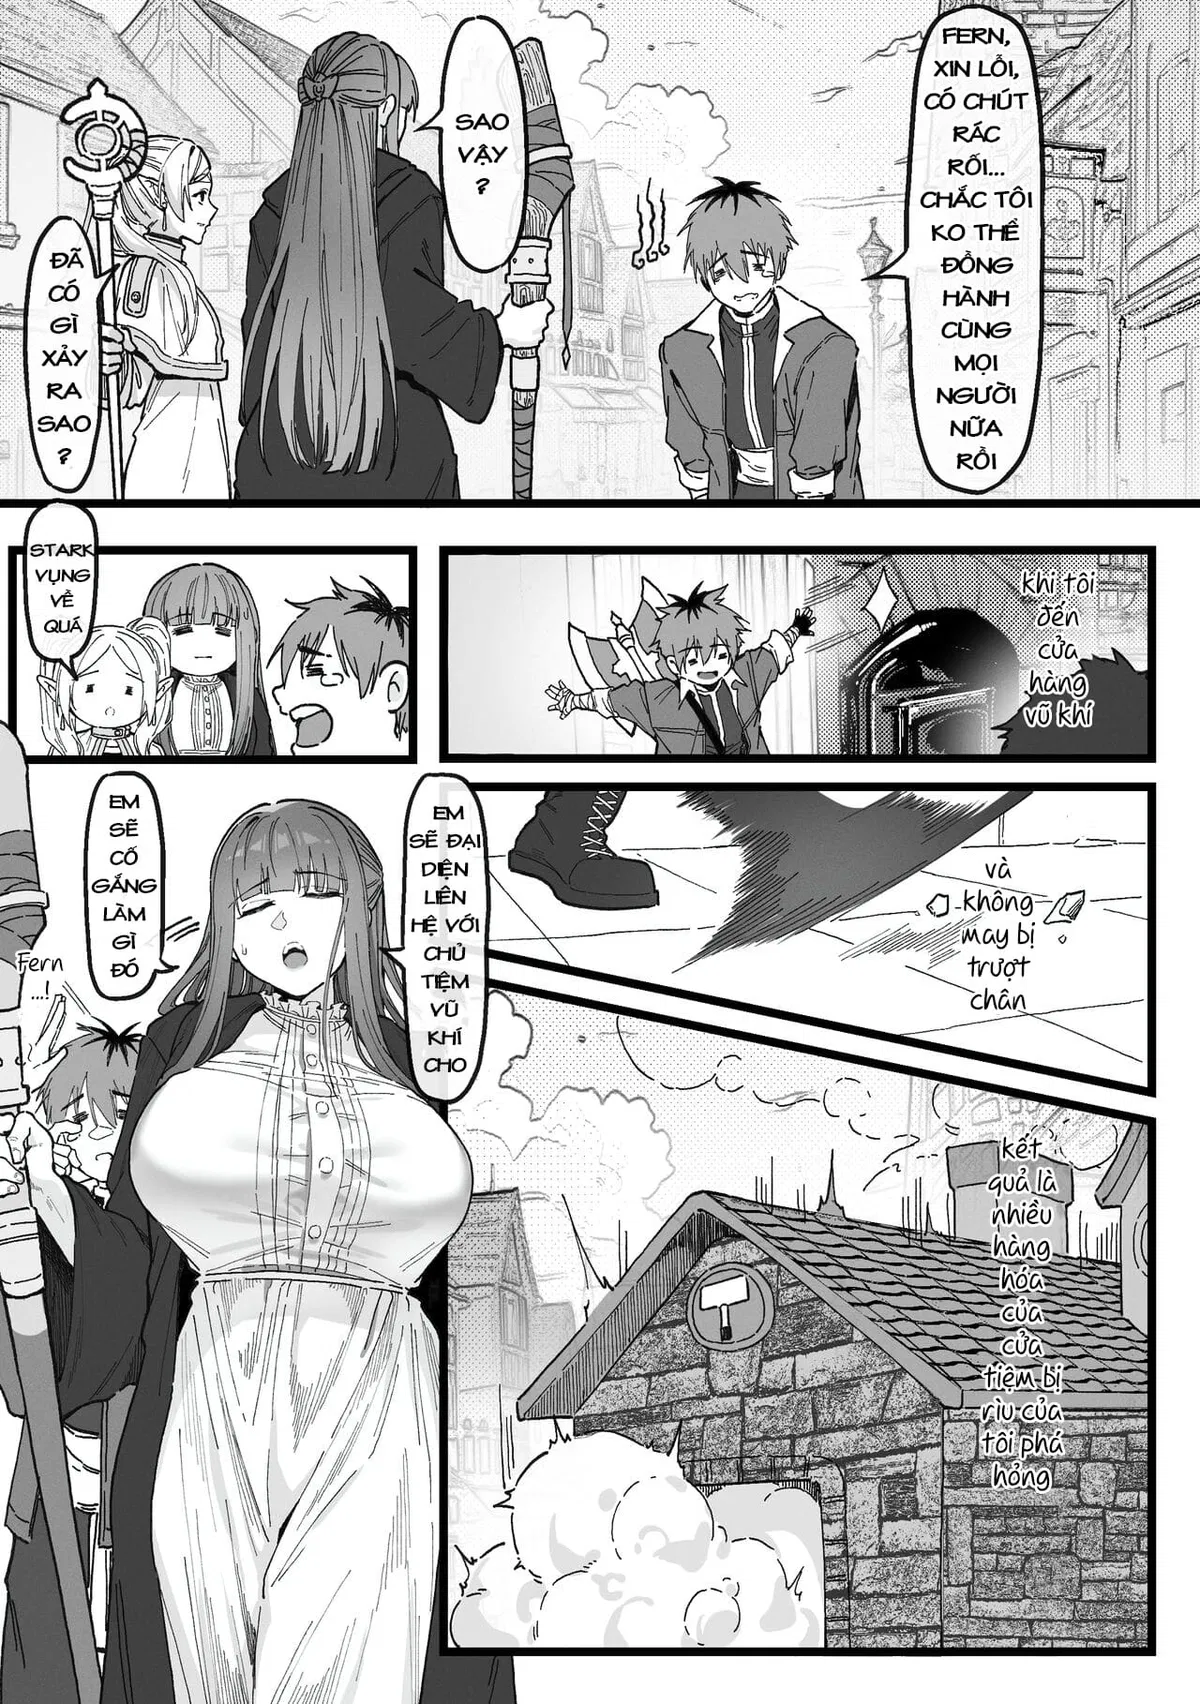 FERN,
XIN LỖI,
CÓ CHÚT
RÁC
RỐI...
CHẮC TÔI
KO THỂ
ĐỒNG
HÀNH
CÙNG
MỌI
NGƯỜI
NỮA
RỒI
SAO
VẬY
?
ĐÃ
CÓ
GÌ
XẢY
RA
SAO
?
khi tôi
đến
cửa
hàng
vũ khí
STARK
VỤNG
VỀ
QUÁ
và
không
may bị
trượt
chân
kết
quả là
nhiều
hàng
hóa
của
cửa
tiệm bị
rìu của
tôi phá
hỏng
EM
SẼ ĐẠI
DIỆN
LIÊN
HỆ VỚI
CHỦ
TIỆM
VŨ
KHÍ
CHO
EM
SẼ
CỐ
GẮNG
LÀM
GÌ
ĐÓ
Fern
...!